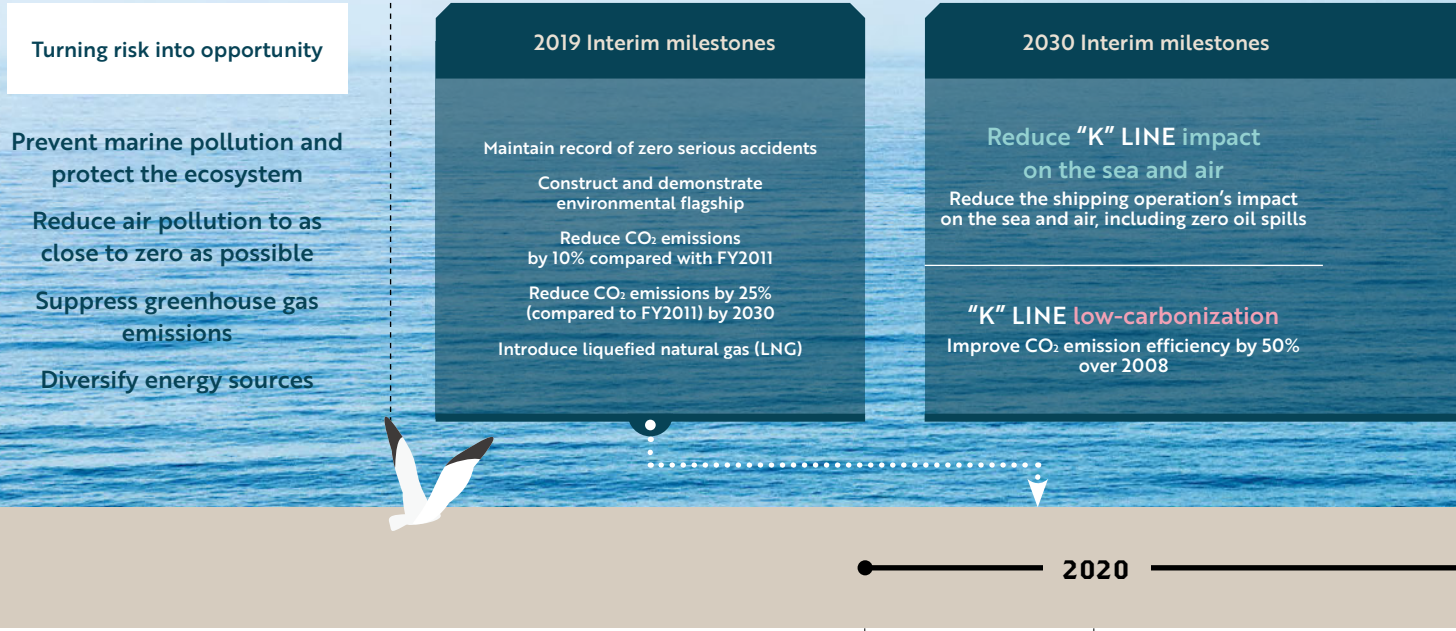 Turning risk into opportunity
Prevent marine pollution and
protect the ecosystem
Reduce air pollution to as
close to zero as possible
Suppress greenhouse gas
emissions
Diversify energy sources
2019 Interim milestones
Maintain record of zero serious accidents
Construct and demonstrate
environmental flagship
Reduce CO₂ emissions
by 10% compared with FY2011
Reduce CO₂ emissions by 25%
(compared to FY2011) by 2030
Introduce liquefied natural gas (LNG)
2030 Interim milestones
Reduce “K” LINE impact
on the sea and air
Reduce the shipping operation’s impact
on the sea and air, including zero oil spills
“K” LINE low-carbonization
Improve CO₂ emission efficiency by 50%
over 2008
2020